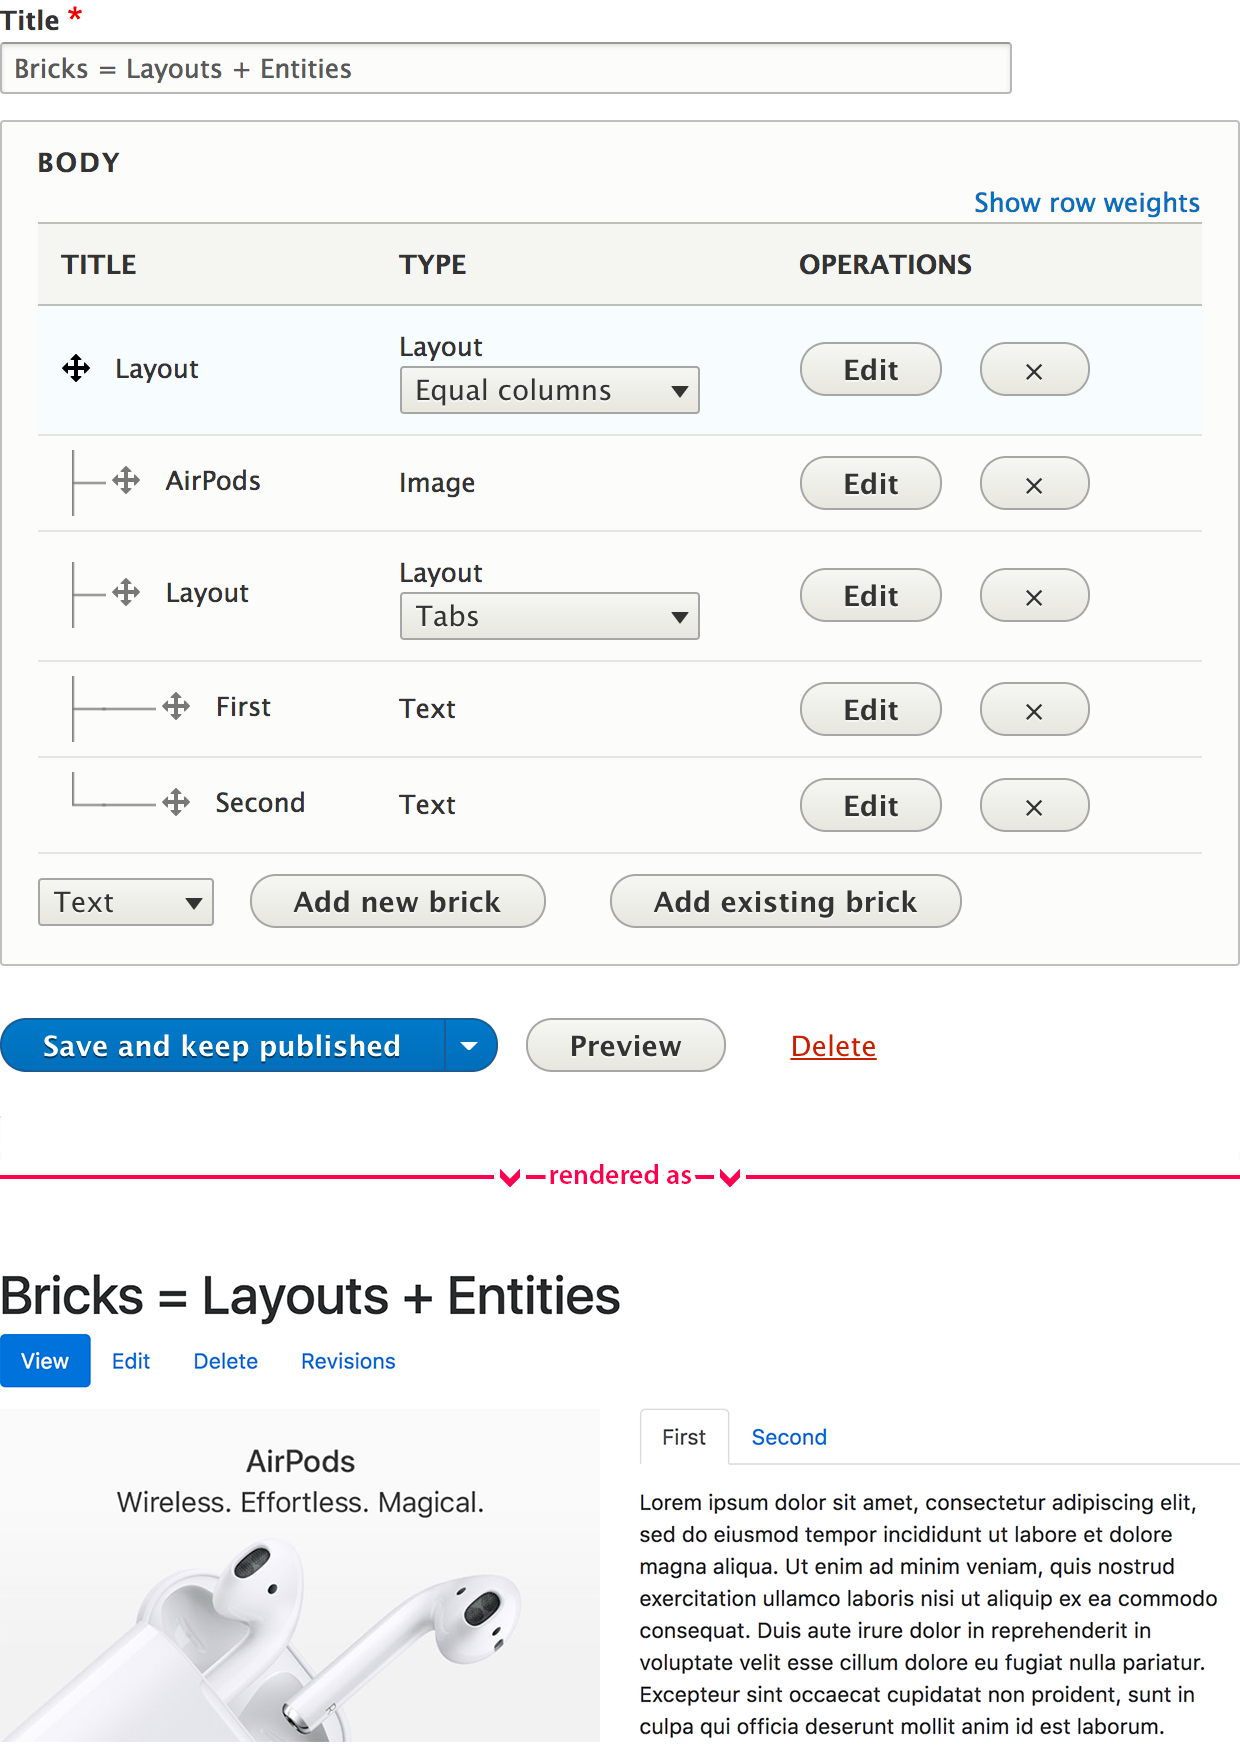 Title *
Bricks = Layouts + Entities
BODY
Show row weights
TITLE TYPE OPERATIONS
Layout Layout Equal columns Edit ×
AirPods Image Edit ×
Layout Layout Tabs Edit ×
First Text Edit ×
Second Text Edit ×
Text Add new brick Add existing brick
Save and keep published Preview Delete
rendered as
Bricks = Layouts + Entities
View Edit Delete Revisions
AirPods
Wireless. Effortless. Magical.
First Second
Lorem ipsum dolor sit amet, consectetur adipiscing elit,
sed do eiusmod tempor incididunt ut labore et dolore
magna aliqua. Ut enim ad minim veniam, quis nostrud
exercitation ullamco laboris nisi ut aliquip ex ea commodo
consequat. Duis aute irure dolor in reprehenderit in
voluptate velit esse cillum dolore eu fugiat nulla pariatur.
Excepteur sint occaecat cupidatat non proident, sunt in
culpa qui officia deserunt mollit anim id est laborum.